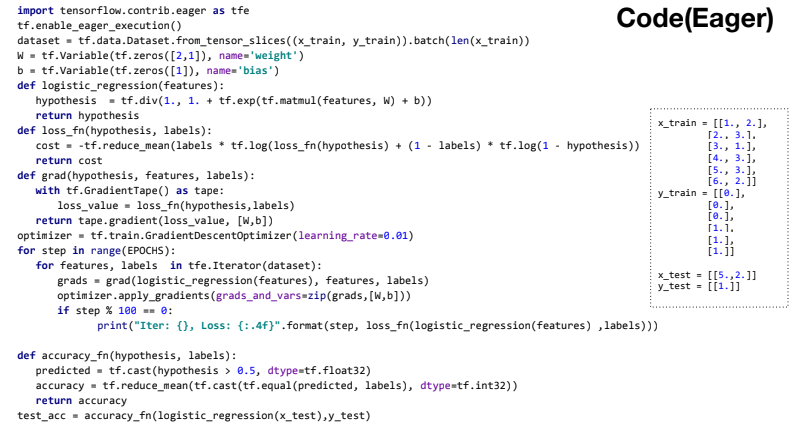 Code(Eager)
import tensorflow.contrib.eager as tfe
tf.enable_eager_execution()
dataset = tf.data.Dataset.from_tensor_slices((x_train, y_train)).batch(len(x_train))
W = tf.Variable(tf.zeros([2,1]), name='weight')
b = tf.Variable(tf.zeros([1]), name='bias')
def logistic_regression(features):
    hypothesis  = tf.div(1., 1. + tf.exp(tf.matmul(features, W) + b))
    return hypothesis
def loss_fn(hypothesis, labels):
    cost = -tf.reduce_mean(labels * tf.log(loss_fn(hypothesis) + (1 - labels) * tf.log(1 - hypothesis))
    return cost
def grad(hypothesis, features, labels):
    with tf.GradientTape() as tape:
        loss_value = loss_fn(hypothesis,labels)
    return tape.gradient(loss_value, [W,b])
optimizer = tf.train.GradientDescentOptimizer(learning_rate=0.01)
for step in range(EPOCHS):
    for features, labels  in tfe.Iterator(dataset):
        grads = grad(logistic_regression(features), features, labels)
        optimizer.apply_gradients(grads_and_vars=zip(grads,[W,b]))
        if step % 100 == 0:
            print("Iter: {}, Loss: {:.4f}".format(step, loss_fn(logistic_regression(features) ,labels)))
def accuracy_fn(hypothesis, labels):
    predicted = tf.cast(hypothesis > 0.5, dtype=tf.float32)
    accuracy = tf.reduce_mean(tf.cast(tf.equal(predicted, labels), dtype=tf.int32))
    return accuracy
test_acc = accuracy_fn(logistic_regression(x_test),y_test)
x_train = [[1., 2.],
[2., 3.],
[3., 1.],
[4., 3.],
[5., 3.],
[6., 2.]]
y_train = [[0.],
[0.],
[0.],
[1.],
[1.],
[1.]]
x_test = [[5.,2.]]
y_test = [[1.]]